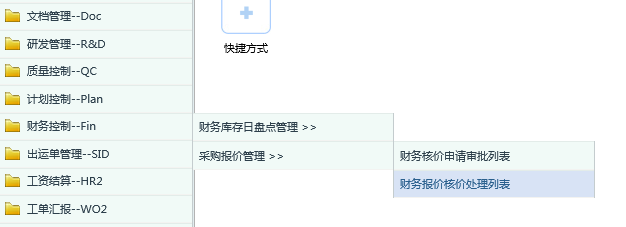 文档管理--Doc
研发管理--R&D
快捷方式
质量控制--QC
计划控制--Plan
财务控制--Fin
财务库存日盘点管理 >>
出运单管理--SID
采购报价管理 >>
财务核价申请审批列表
工资结算--HR2
财务报价核价处理列表
工单汇报--WO2